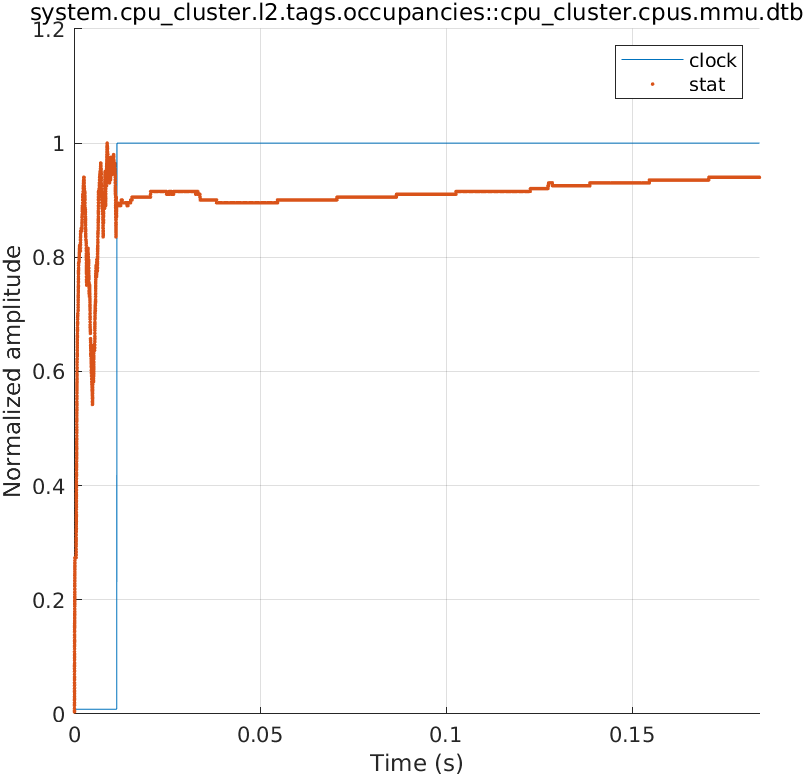 system.cpu_cluster.l2.tags.occupancies::cpu_cluster.cpus.mmu.dtb
1.2
1
0.8
0.6
0.4
0.2
0
Normalized amplitude
clock
stat
0
0.05
0.1
0.15
Time (s)